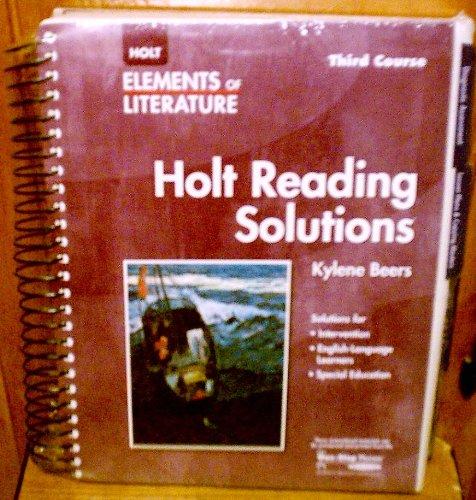 HOLT
ELEMENTS OF
LITERATURE
Third Course
Holt Reading
Solutions
Kylene Beers
Solutions for
• Intervention
• English-Language
Learners
• Special Education